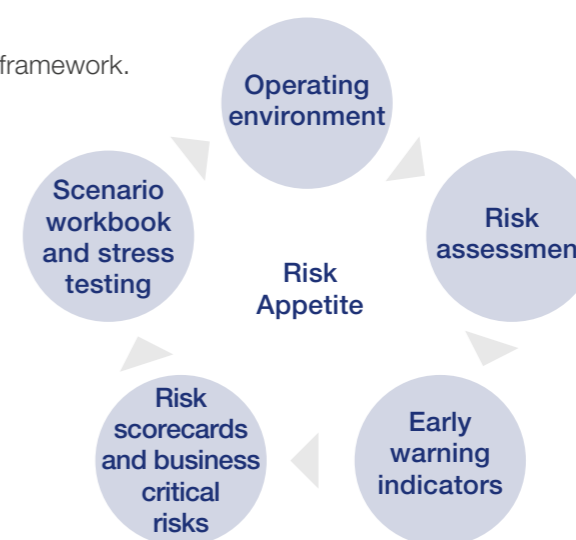 framework.
Operating
environment
Risk
assessmen
Early
warning
indicators
Risk
scorecards
and business
critical
risks
Scenario
workbook
and stress
testing
Risk
Appetite